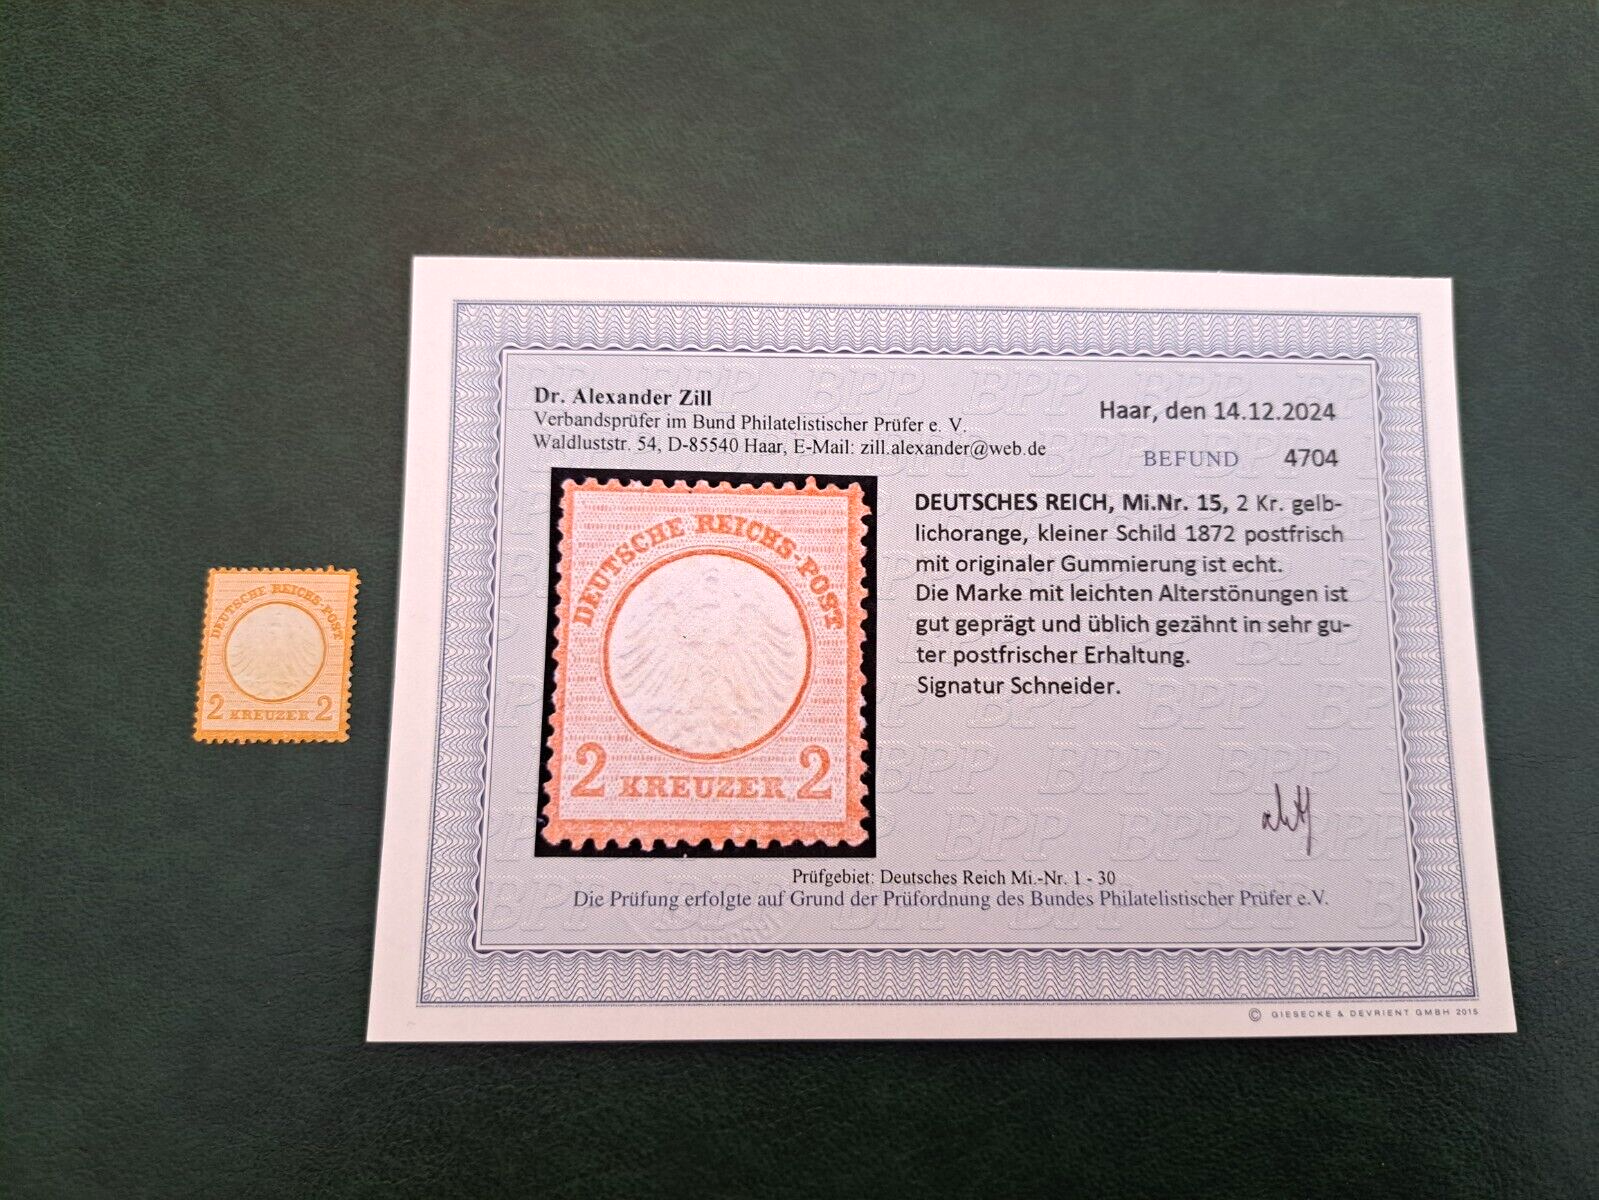 DEUTSCHE REICHS-POST
2 KREUZER 2
Dr. Alexander Zill
Verbandsprüfer im Bund Philatelistischer Prüfer e. V.
Waldluststr. 54, D-85540 Haar, E-Mail: zill.alexander@web.de
Haar, den 14.12.2024
BEFUND 4704
DEUTSCHE REICHS-POST
2 KREUZER 2
DEUTSCHES REICH, Mi.Nr. 15, 2 Kr. gelb-
lichorange, kleiner Schild 1872 postfrisch
mit originaler Gummierung ist echt.
Die Marke mit leichten Alterstönungen ist
gut geprägt und üblich gezähnt in sehr gu-
ter postfrischer Erhaltung.
Signatur Schneider.
Prüfgebiet: Deutsches Reich Mi.-Nr. 1 - 30
Die Prüfung erfolgte auf Grund der Prüfordnung des Bundes Philatelistischer Prüfer e.V.
© GIESECKE & DEVRIENT GMBH 2015